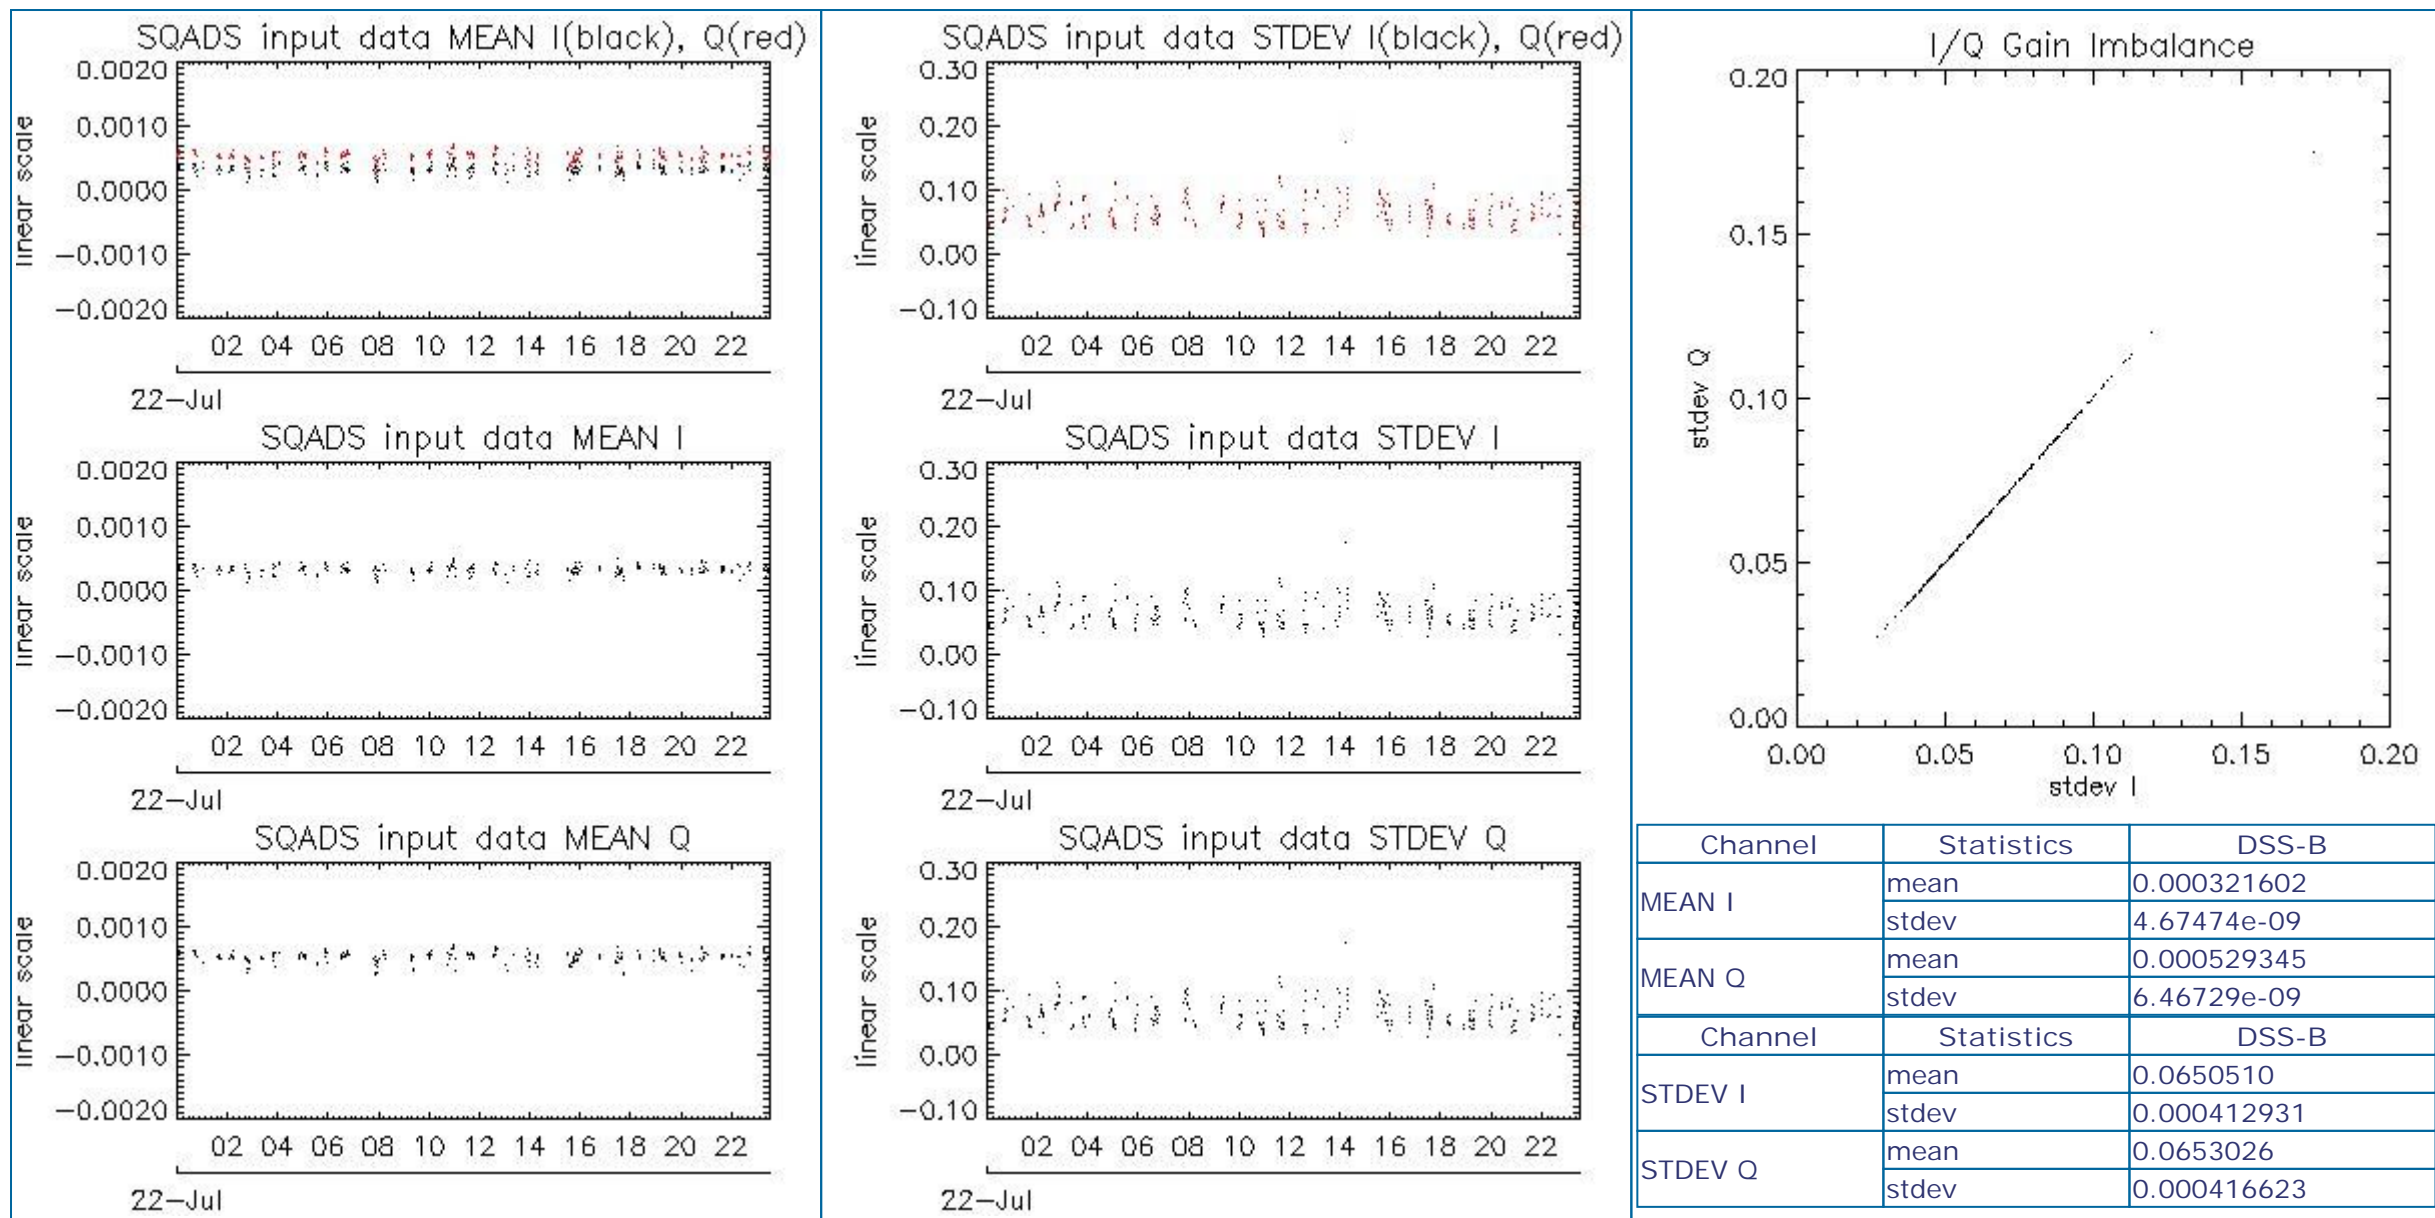 SQADS input data MEAN I(black), Q(red)
0.0020
0.0010
0.0000
−0.0010
−0.0020
linear scale
02 04 06 08 10 12 14 16 18 20 22
22−Jul
SQADS input data MEAN I
0.0020
0.0010
0.0000
−0.0010
−0.0020
linear scale
02 04 06 08 10 12 14 16 18 20 22
22−Jul
SQADS input data MEAN Q
0.0020
0.0010
0.0000
−0.0010
−0.0020
linear scale
02 04 06 08 10 12 14 16 18 20 22
22−Jul
SQADS input data STDEV I(black), Q(red)
0.30
0.20
0.10
0.00
−0.10
linear scale
02 04 06 08 10 12 14 16 18 20 22
22−Jul
SQADS input data STDEV I
0.30
0.20
0.10
0.00
−0.10
linear scale
02 04 06 08 10 12 14 16 18 20 22
22−Jul
SQADS input data STDEV Q
0.30
0.20
0.10
0.00
−0.10
linear scale
02 04 06 08 10 12 14 16 18 20 22
22−Jul
I/Q Gain Imbalance
0.20
0.15
0.10
0.05
0.00
stdev Q
0.00 0.05 0.10 0.15 0.20
stdev I
Channel Statistics DSS-B
MEAN I mean 0.000321602
stdev 4.67474e-09
MEAN Q mean 0.000529345
stdev 6.46729e-09
Channel Statistics DSS-B
STDEV I mean 0.0650510
stdev 0.000412931
STDEV Q mean 0.0653026
stdev 0.000416623